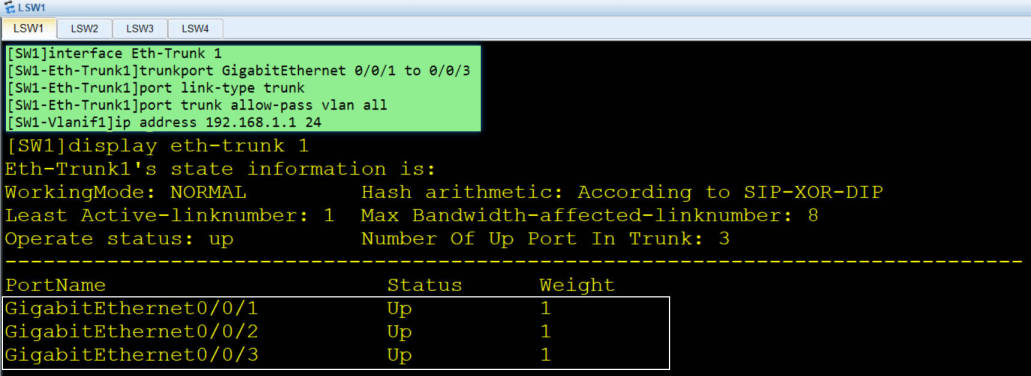 LSW1
LSW1 LSW2 LSW3 LSW4
[SW1]interface Eth-Trunk 1
[SW1-Eth-Trunk1]trunkport GigabitEthernet 0/0/1 to 0/0/3
[SW1-Eth-Trunk1]port link-type trunk
[SW1-Eth-Trunk1]port trunk allow-pass vlan all
[SW1-Vlanif1]ip address 192.168.1.1 24
[SW1]display eth-trunk 1
Eth-Trunk1's state information is:
WorkingMode: NORMAL Hash arithmetic: According to SIP-XOR-DIP
Least Active-linknumber: 1 Max Bandwidth-affected-linknumber: 8
Operate status: up Number Of Up Port In Trunk: 3
--------------------------------------------------------------------------------
PortName Status Weight
GigabitEthernet0/0/1 Up 1
GigabitEthernet0/0/2 Up 1
GigabitEthernet0/0/3 Up 1